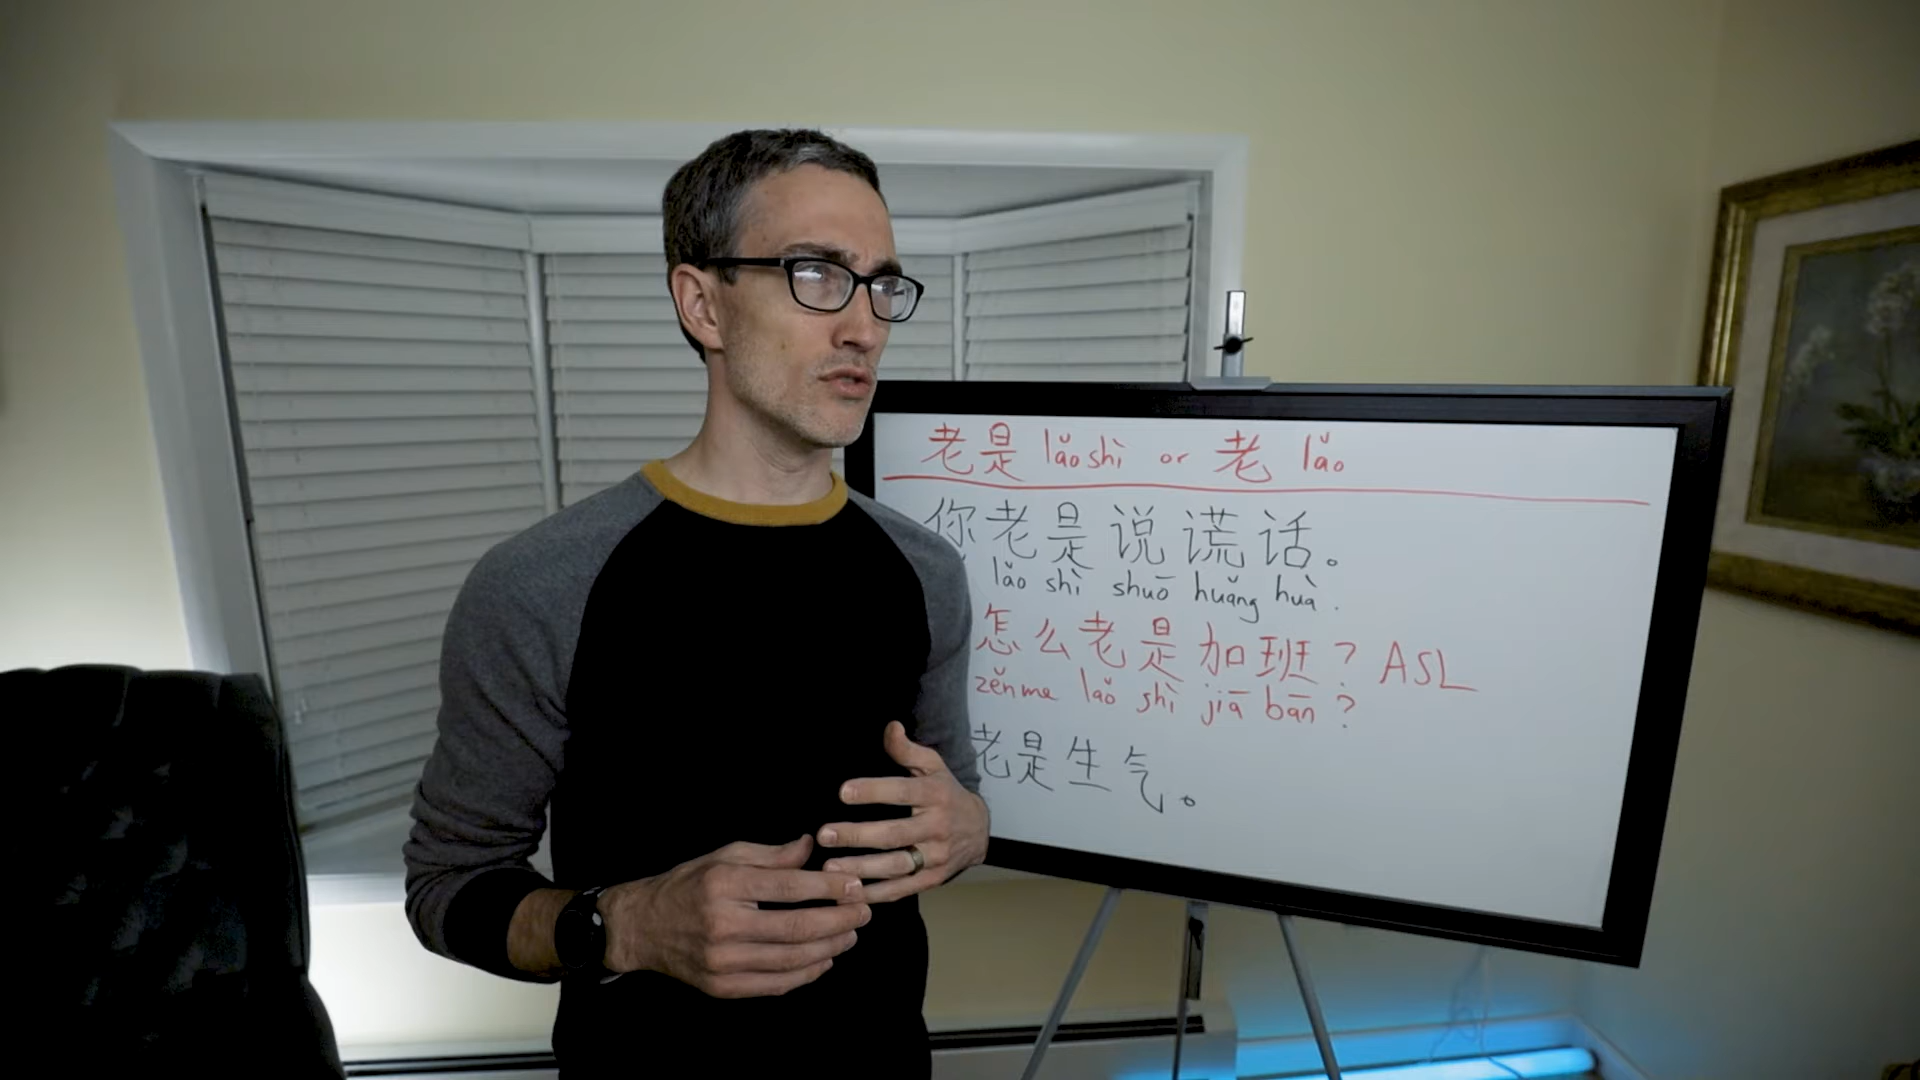 老是 lǎoshì or 老 lǎo
你老是说谎话。
lǎo shì shuō huǎng huà.
怎么老是加班? ASL
zěnme lǎo shì jiā bān?
老是生气。